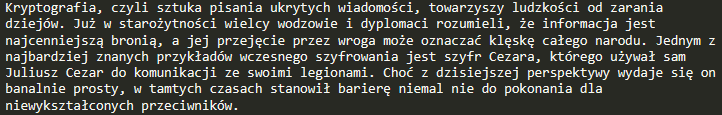 Kryptografia, czyli sztuka pisania ukrytych wiadomości, towarzyszy ludzkości od zarania
dziejów. Już w starożytności wielcy wodzowie i dyplomaci rozumieli, że informacja jest
najcenniejszą bronią, a jej przejęcie przez wroga może oznaczać klęskę całego narodu. Jednym z
najbardziej znanych przykładów wczesnego szyfrowania jest szyfr Cezara, którego używał sam
Juliusz Cezar do komunikacji ze swoimi legionami. Choć z dzisiejszej perspektywy wydaje się on
banalnie prosty, w tamtych czasach stanowił barierę niemal nie do pokonania dla
niewykształconych przeciwników.